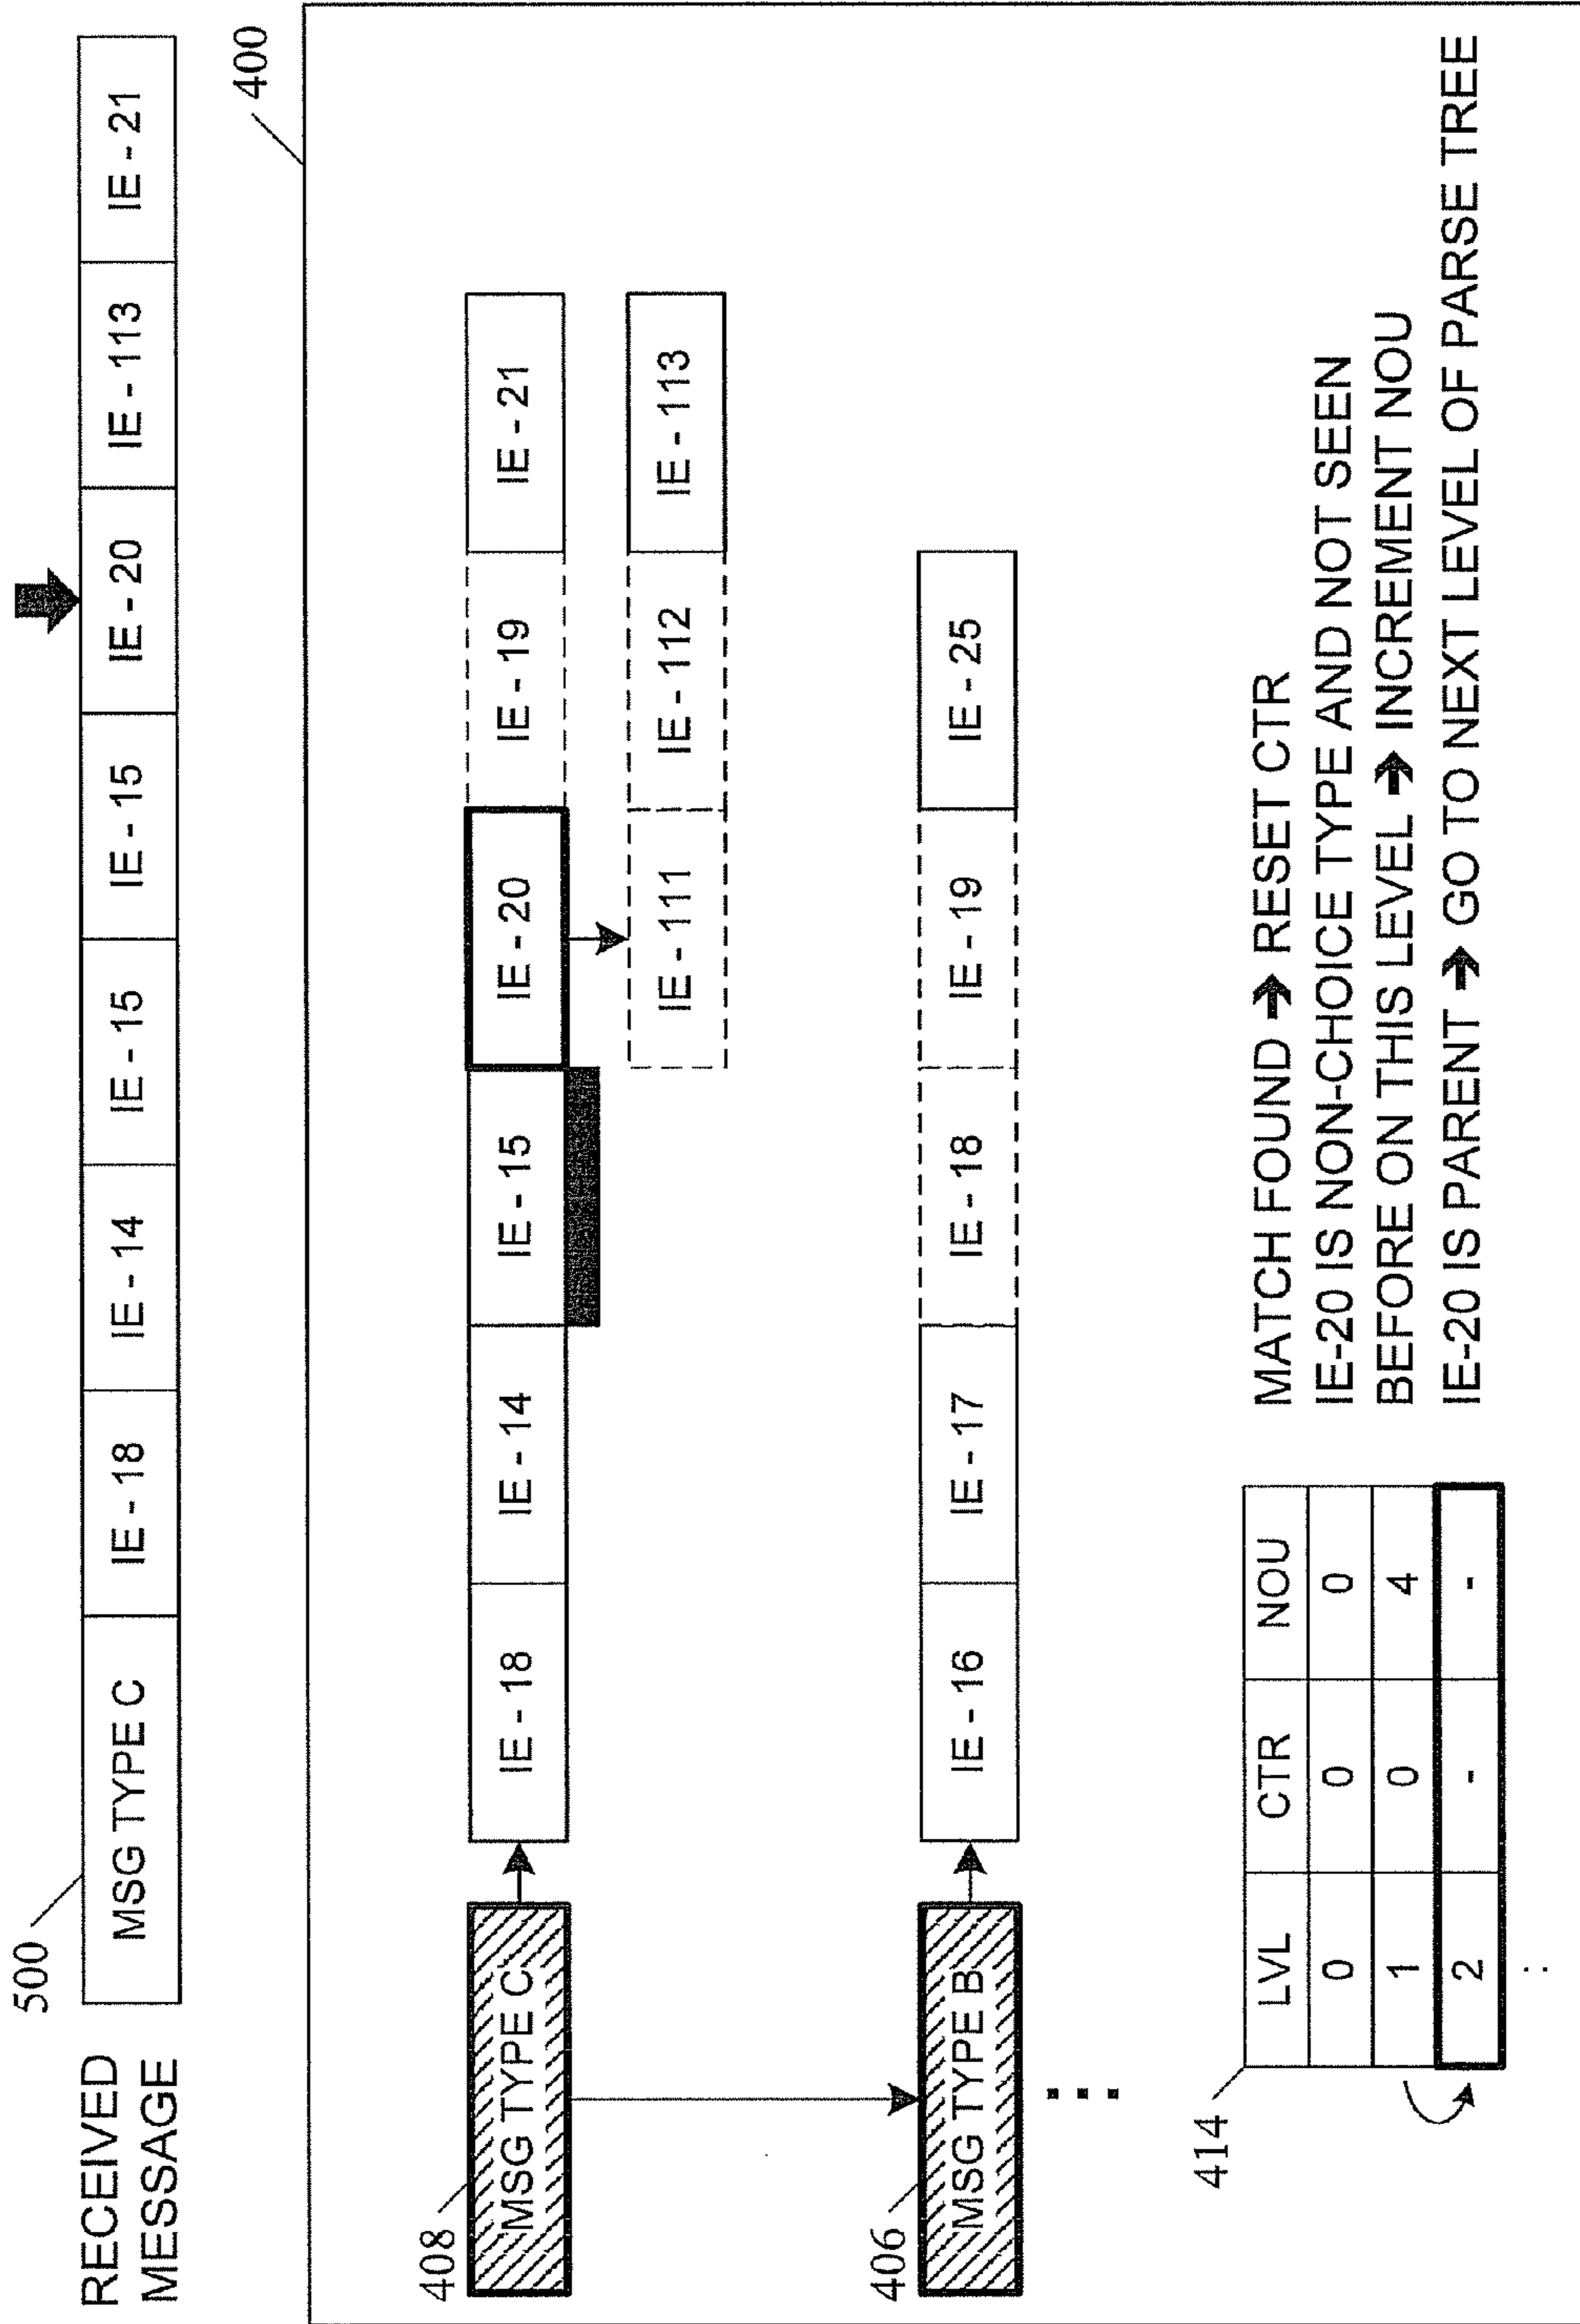 500
RECEIVED
MESSAGE
MSG TYPE C IE - 18 IE - 14 IE - 15 IE - 15 IE - 20 IE - 113 IE - 21
400
408
MSG TYPE C IE - 18 IE - 14 IE - 15 IE - 20 IE - 19 IE - 21
IE - 111 IE - 112 IE - 113
406
MSG TYPE B IE - 16 IE - 17 IE - 18 IE - 19 IE - 25
414
LVL CTR NOU
0 0 0
1 0 4
2 - -
MATCH FOUND ➔ RESET CTR
IE-20 IS NON-CHOICE TYPE AND NOT SEEN
BEFORE ON THIS LEVEL ➔ INCREMENT NOU
IE-20 IS PARENT ➔ GO TO NEXT LEVEL OF PARSE TREE